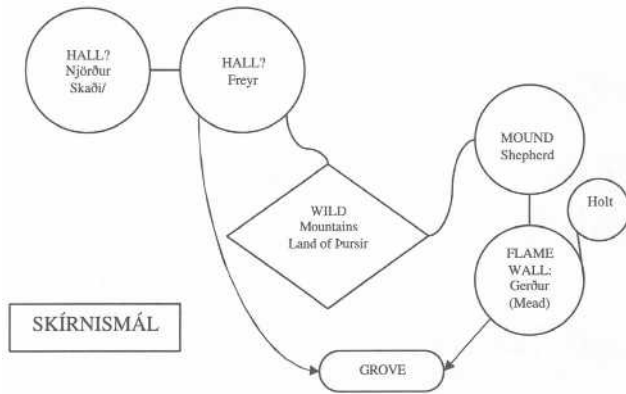 HALL?
Njörður
Skaði/
HALL?
Freyr
MOUND
Shepherd
Holt
WILD
Mountains
Land of Þursir
FLAME
WALL:
Gerður
(Mead)
SKÍRNISMÁL
GROVE